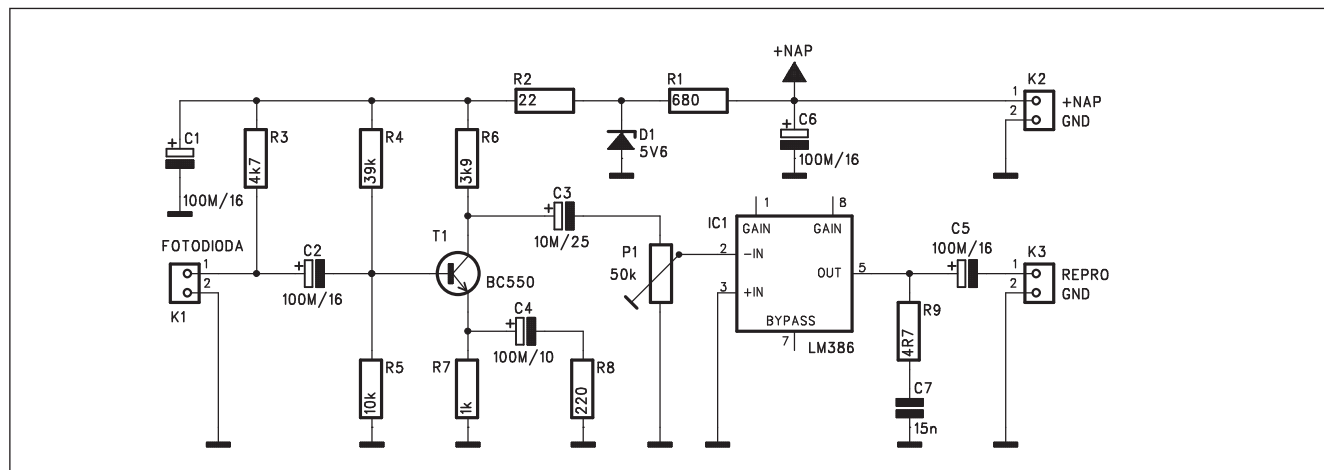 +NAP
R2
22
R1
680
K2
1
+NAP
2
GND
C1
+
100M/16
R3
4k7
R4
39k
R6
3k9
D1
5V6
+
C6
100M/16
C3
+
10M/25
IC1
1
8
GAIN
GAIN
C5
100M/16
+
FOTODIODA
1
2
K1
C2
+
100M/16
T1
BC550
P1
50k
2
-IN
OUT
5
3
+IN
BYPASS
7
LM386
K3
1
REPRO
2
GND
C4
+
100M/10
R9
4R7
R5
10k
R7
1k
R8
220
C7
15n